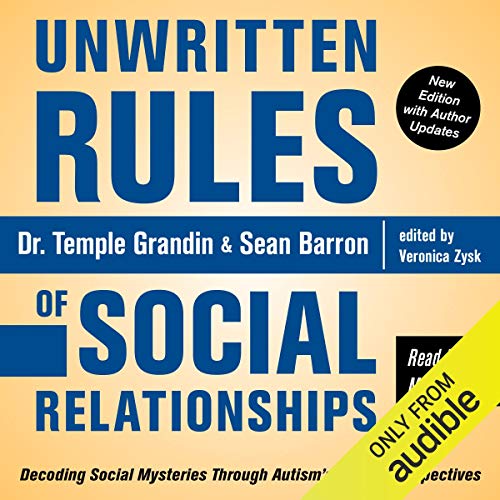 UNWRITTEN
RULES
New
Edition
with Author
Updates
Dr. Temple Grandin & Sean Barron
edited by
Veronica Zysk
OF SOCIAL
RELATIONSHIPS
Read
ONLY FROM
audible
Decoding Social Mysteries Through Autism's